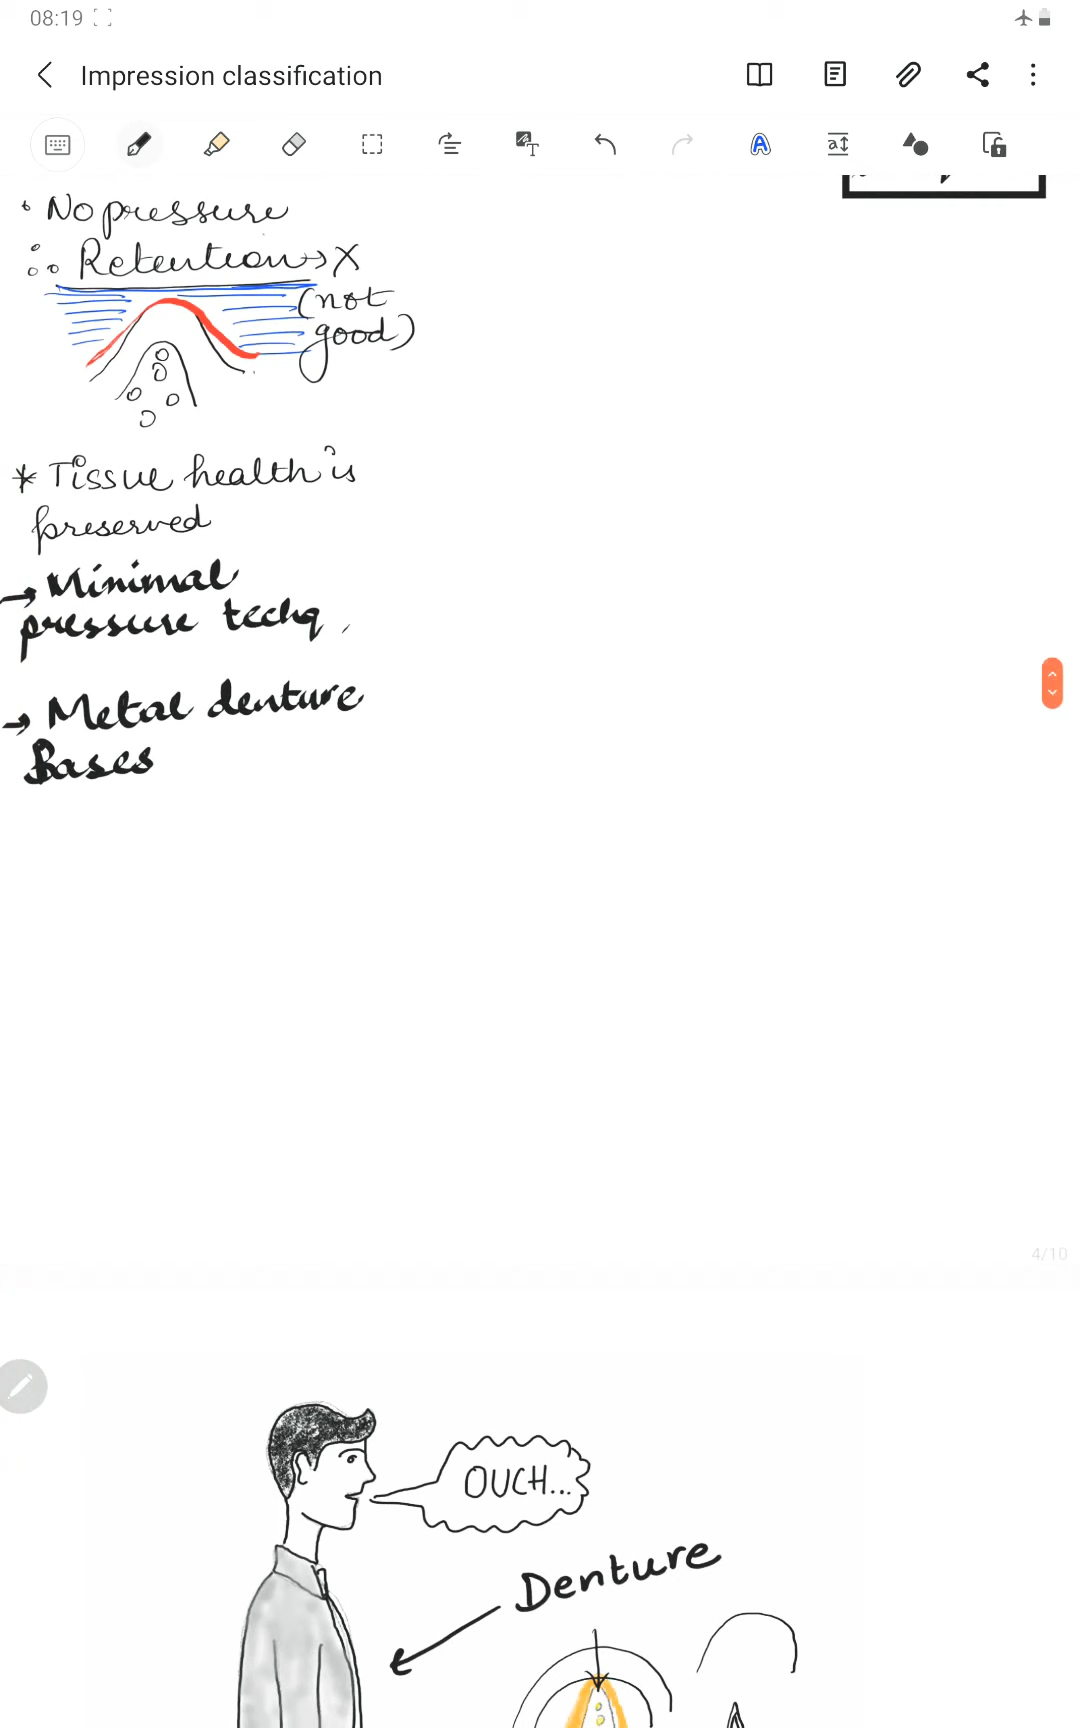 08:19
Impression classification
No pressure
∴ Retention → X
(not
good)
* Tissue health is
preserved
→ Minimal
pressure techq.
→ Metal denture
Bases
4/10
OUCH...
Denture